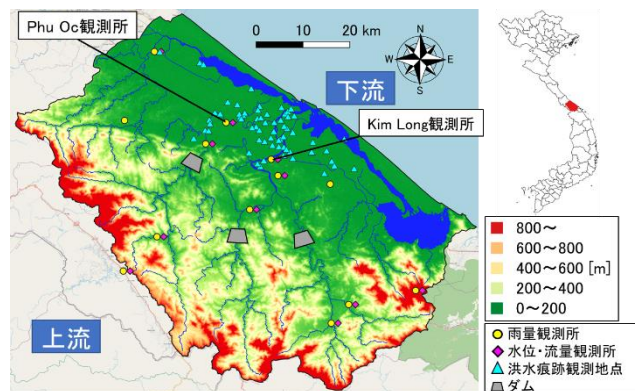 Phu Oc観測所
0 10 20 km
N
W E
S
下流
Kim Long観測所
上流
800～
600～800
400～600 [m]
200～400
0～200
雨量観測所
水位・流量観測所
洪水痕跡観測地点
ダム